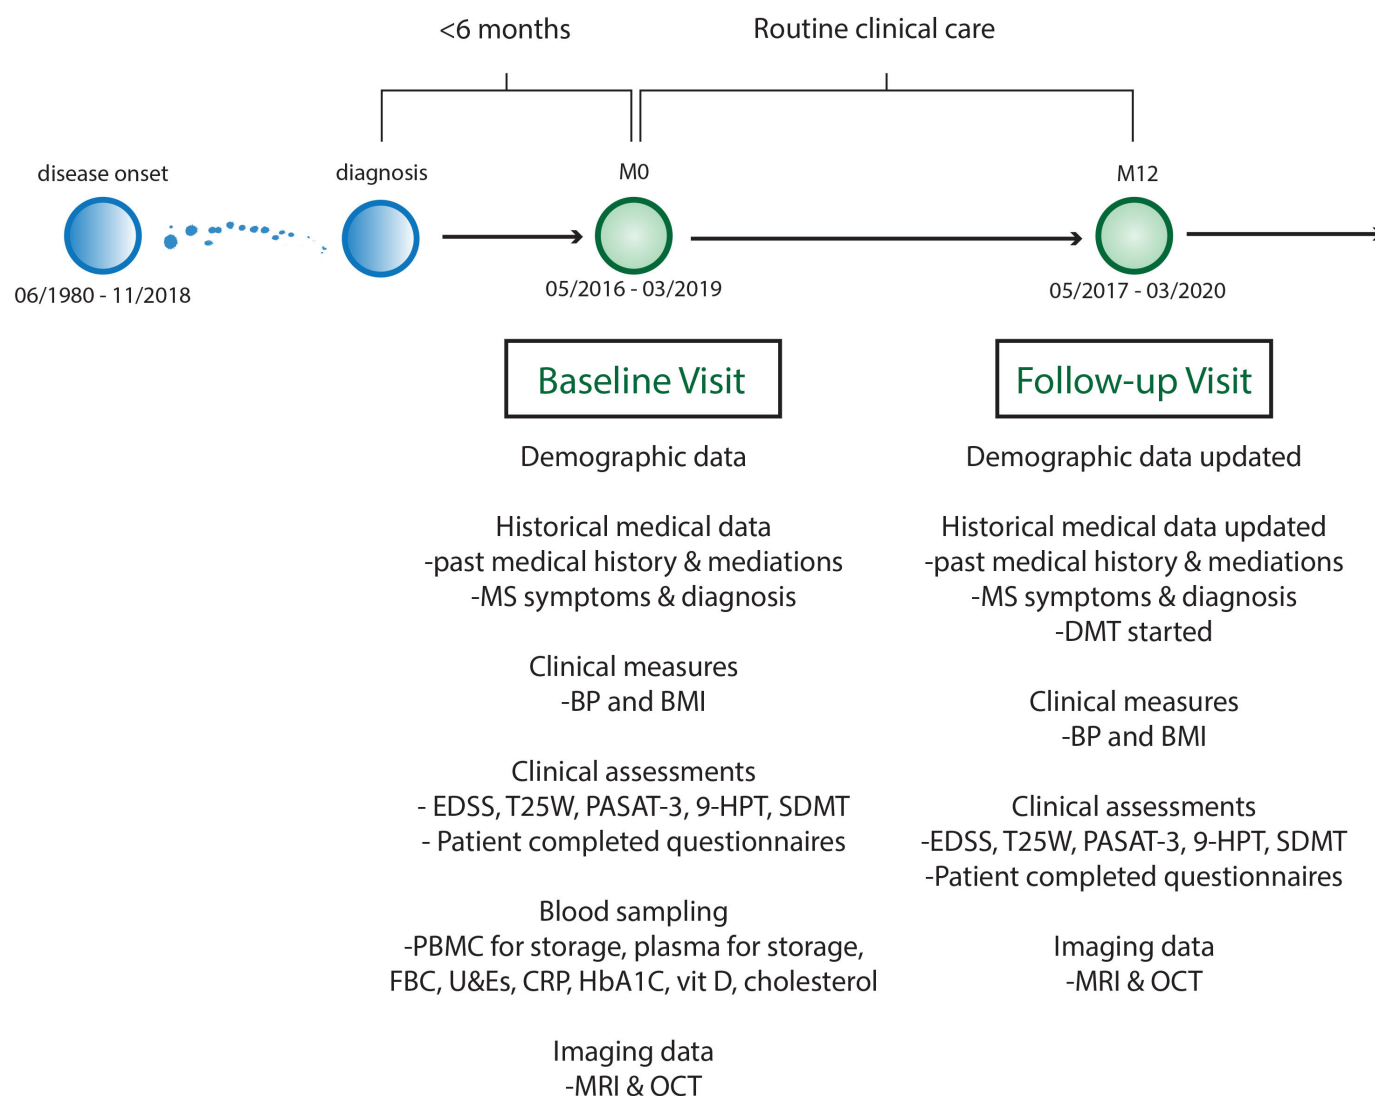 <6 months
Routine clinical care
disease onset
diagnosis
M0
M12
06/1980 - 11/2018
05/2016 - 03/2019
05/2017 - 03/2020
Baseline Visit
Demographic data
Historical medical data
-past medical history & mediations
-MS symptoms & diagnosis
Clinical measures
-BP and BMI
Clinical assessments
- EDSS, T25W, PASAT-3, 9-HPT, SDMT
- Patient completed questionnaires
Blood sampling
-PBMC for storage, plasma for storage,
FBC, U&Es, CRP, HbA1C, vit D, cholesterol
Imaging data
-MRI & OCT
Follow-up Visit
Demographic data updated
Historical medical data updated
-past medical history & mediations
-MS symptoms & diagnosis
-DMT started
Clinical measures
-BP and BMI
Clinical assessments
-EDSS, T25W, PASAT-3, 9-HPT, SDMT
-Patient completed questionnaires
Imaging data
-MRI & OCT